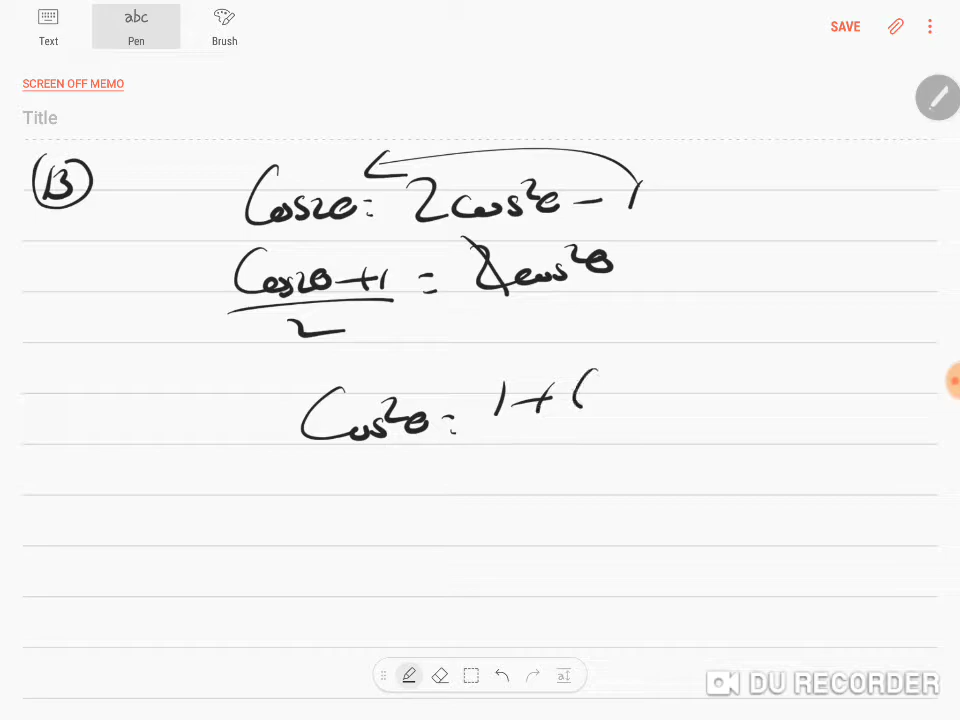 Text
abc
Pen
Brush
SAVE
SCREEN OFF MEMO
Title
B
Cos2θ = 2cos²θ - 1
Cos2θ + 1 = 2cos²θ
2
Cos²θ = 1 + C
DU RECORDER